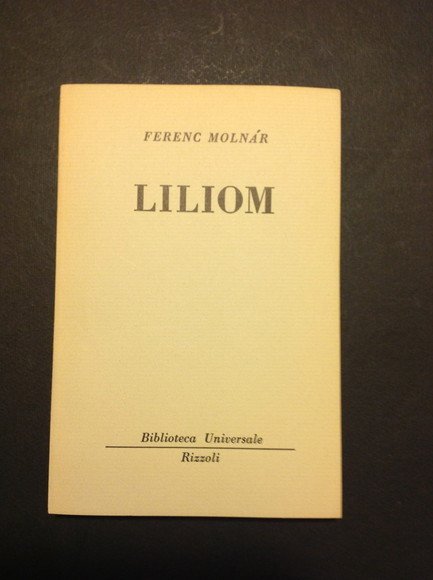 FERENC MOLNÁR
LILIOM
Biblioteca Universale
Rizzoli